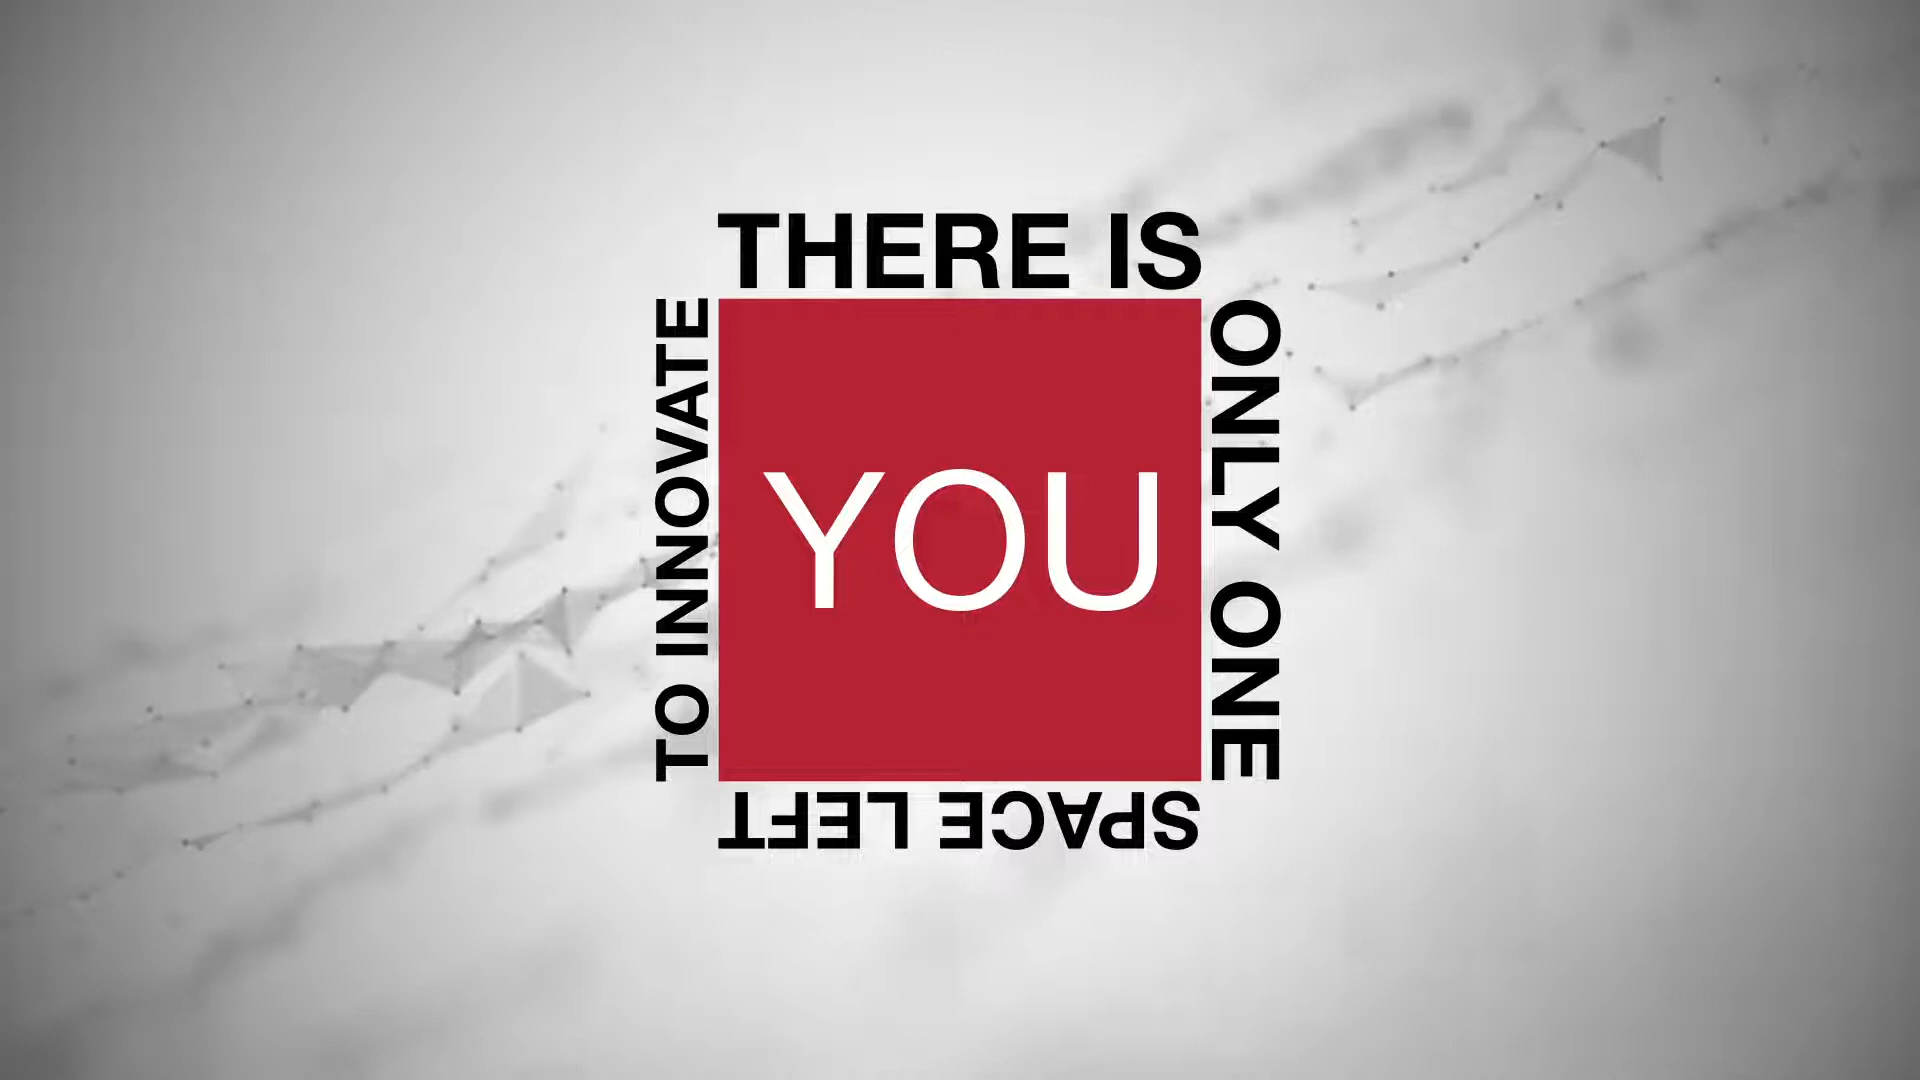 THERE IS
ONLY ONE
SPACE LEFT
TO INNOVATE
YOU